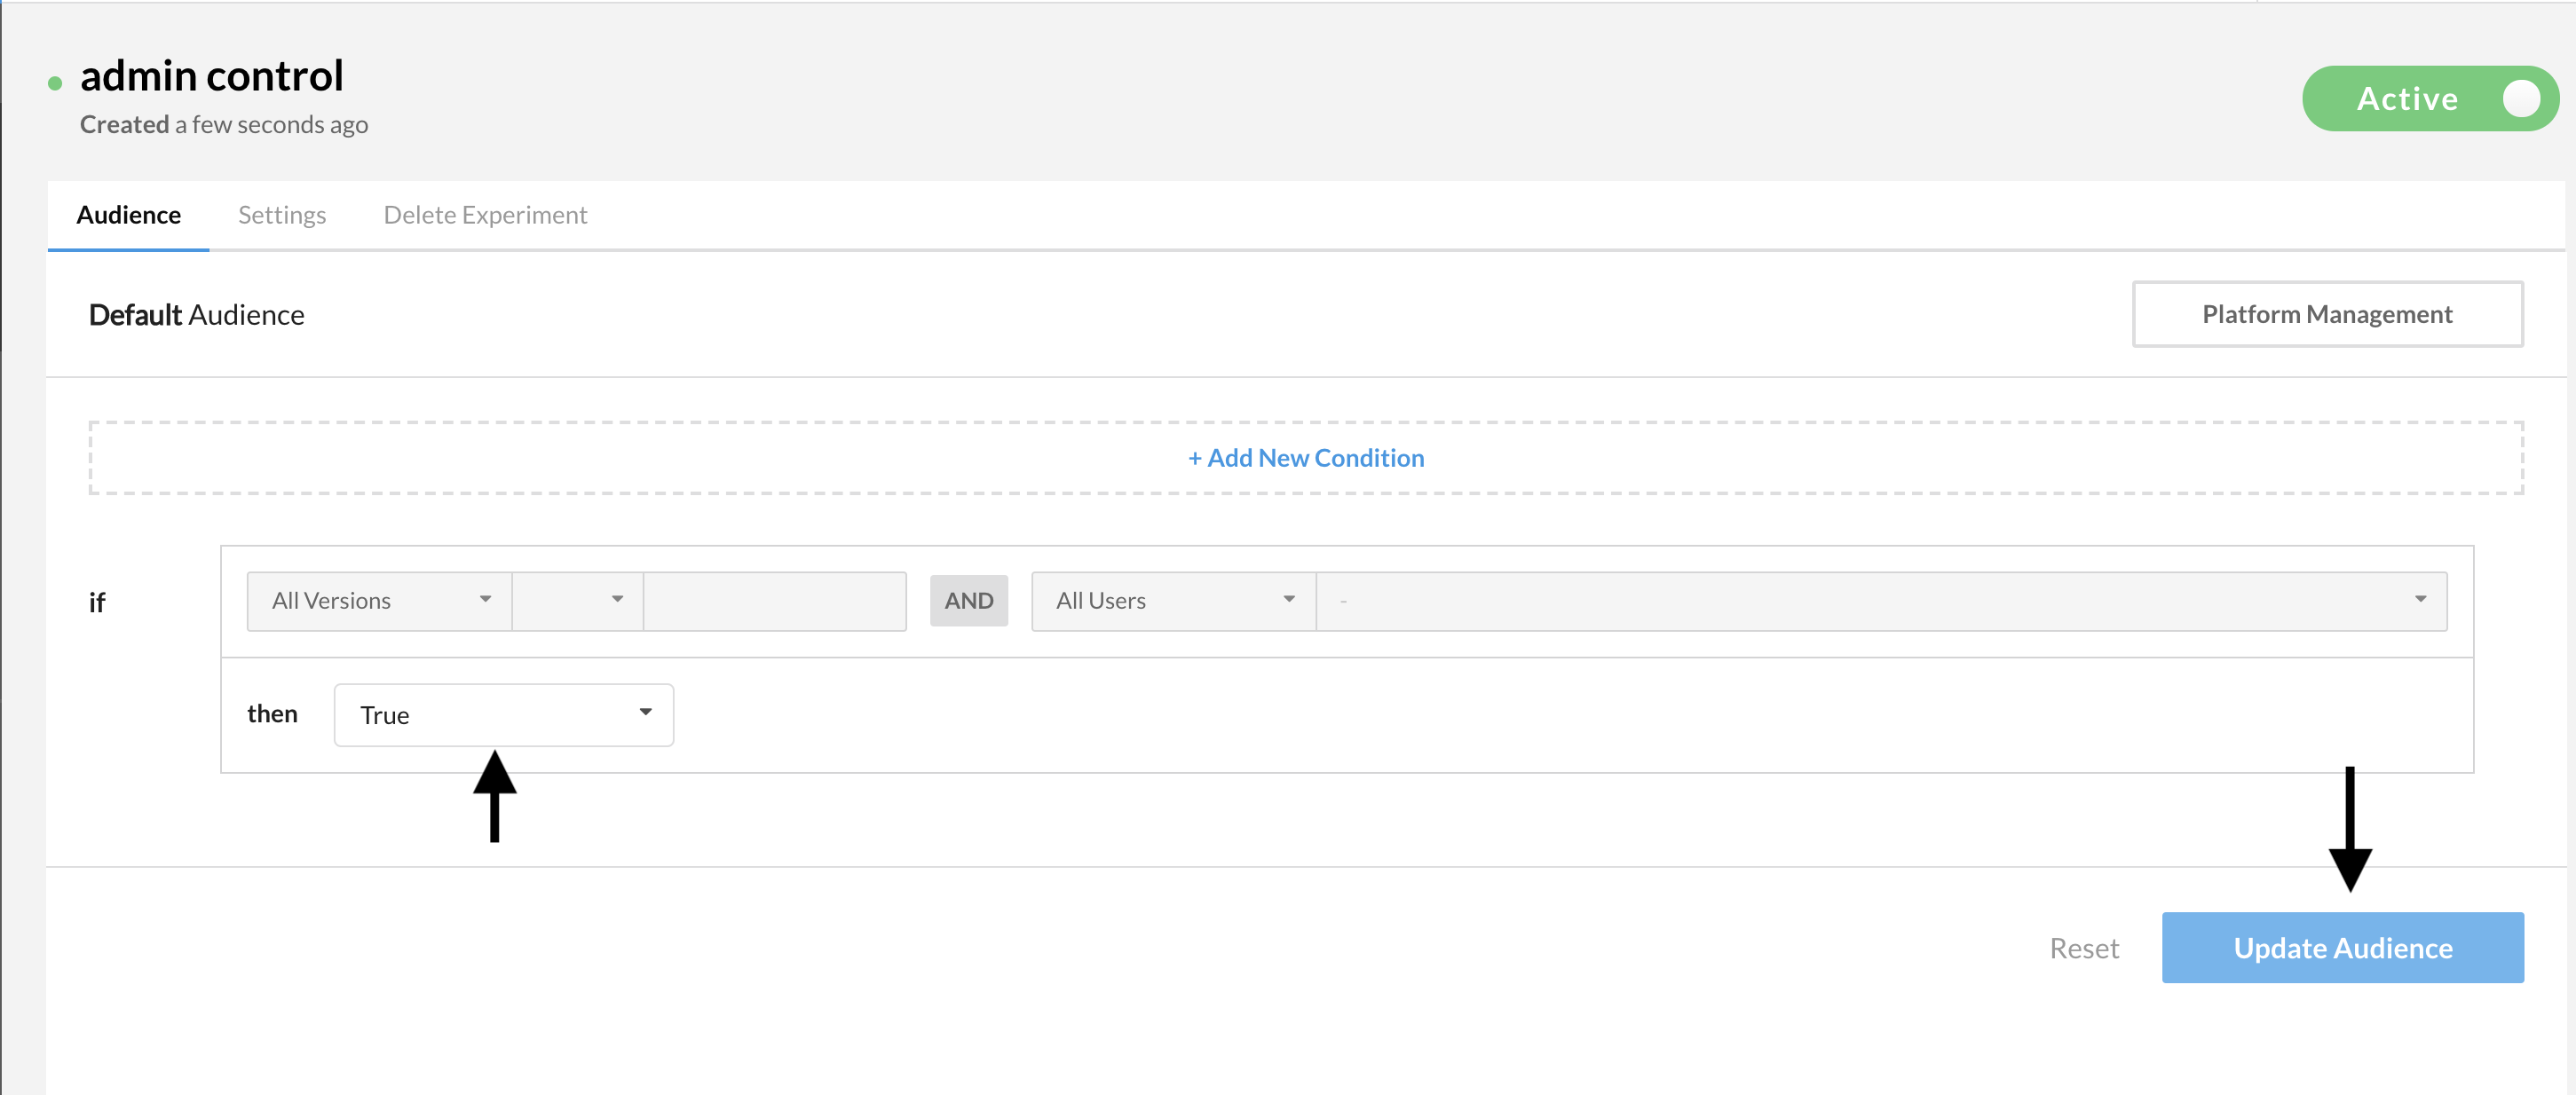 admin control
Active
Created a few seconds ago
Audience Settings Delete Experiment
Default Audience
Platform Management
+ Add New Condition
if
All Versions AND All Users -
then True
Reset Update Audience